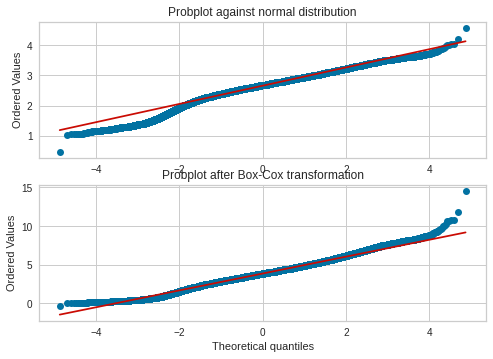 Probplot against normal distribution
4
3
2
1
Ordered Values
−4 −2 0 2 4
Probplot after Box-Cox transformation
15
10
5
0
Ordered Values
−4 −2 0 2 4
Theoretical quantiles